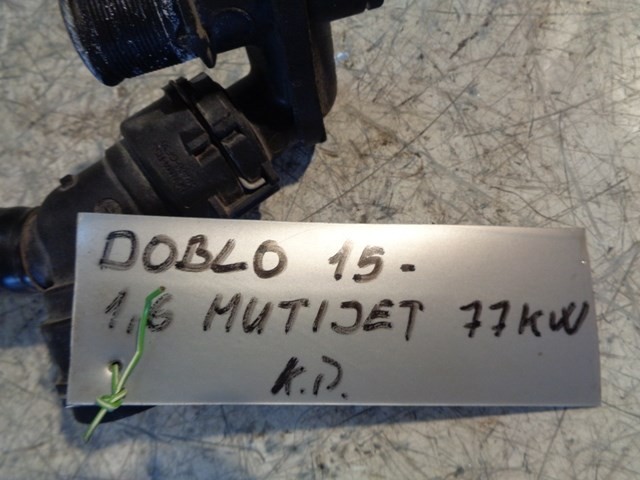 DOBLO 15-
1,6 MUTIJET 77KW
K.D.